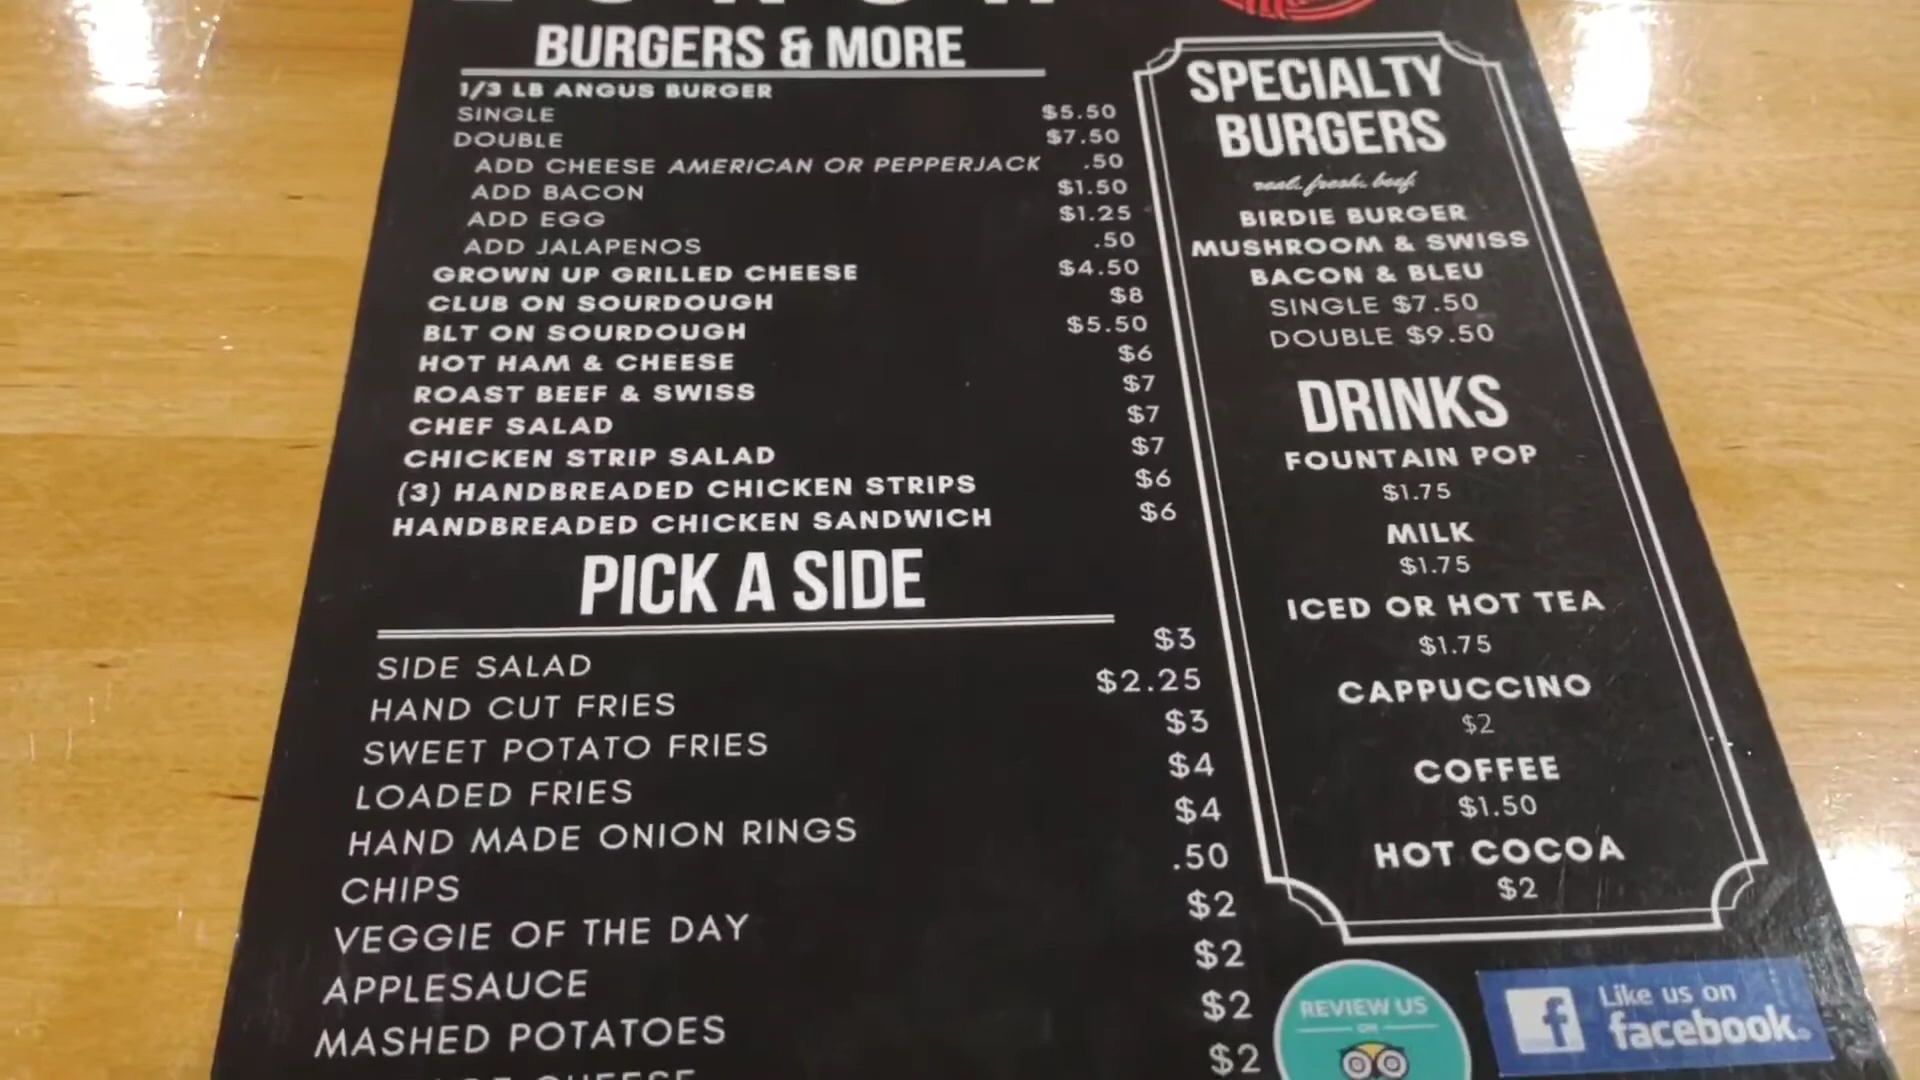 BURGERS & MORE
1/3 LB ANGUS BURGER
SINGLE $5.50
DOUBLE $7.50
ADD CHEESE AMERICAN OR PEPPERJACK .50
ADD BACON $1.50
ADD EGG $1.25
ADD JALAPENOS .50
GROWN UP GRILLED CHEESE $4.50
CLUB ON SOURDOUGH $8
BLT ON SOURDOUGH $5.50
HOT HAM & CHEESE $6
ROAST BEEF & SWISS $7
CHEF SALAD $7
CHICKEN STRIP SALAD $7
(3) HANDBREADED CHICKEN STRIPS $6
HANDBREADED CHICKEN SANDWICH $6
PICK A SIDE
SIDE SALAD $3
HAND CUT FRIES $2.25
SWEET POTATO FRIES $3
LOADED FRIES $4
HAND MADE ONION RINGS $4
CHIPS .50
VEGGIE OF THE DAY $2
APPLESAUCE $2
MASHED POTATOES $2
CHEESE $2
SPECIALTY
BURGERS
real. fresh. beef.
BIRDIE BURGER
MUSHROOM & SWISS
BACON & BLEU
SINGLE $7.50
DOUBLE $9.50
DRINKS
FOUNTAIN POP
$1.75
MILK
$1.75
ICED OR HOT TEA
$1.75
CAPPUCCINO
$2
COFFEE
$1.50
HOT COCOA
$2
REVIEW US
ON
f Like us on
facebook